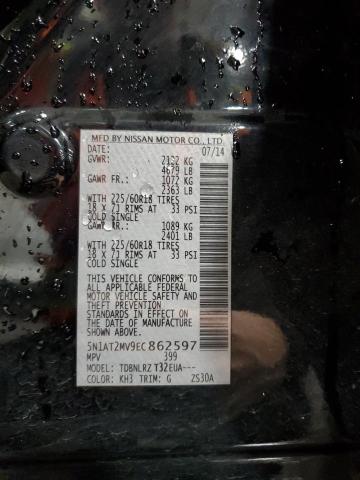 MFD BY NISSAN MOTOR CO., LTD.
DATE: 07/14
GVWR: KG
4679 LB
GAWR FR: 1072 KG
2363 LB
WITH 225/60R18 TIRES
18 X 7J RIMS AT 33 PSI
COLD SINGLE
GAWR RR: 1089 KG
2401 LB
WITH 225/60R18 TIRES
18 X 7J RIMS AT 33 PSI
COLD SINGLE
THIS VEHICLE CONFORMS TO
ALL APPLICABLE FEDERAL
MOTOR VEHICLE SAFETY AND
THEFT PREVENTION
STANDARDS IN EFFECT ON
THE DATE OF MANUFACTURE
SHOWN ABOVE.
5N1AT2MV9EC862597
MPV 399
MODEL: TDBNLRZ T32EUA---
COLOR: KH3 TRIM: G ZS30A